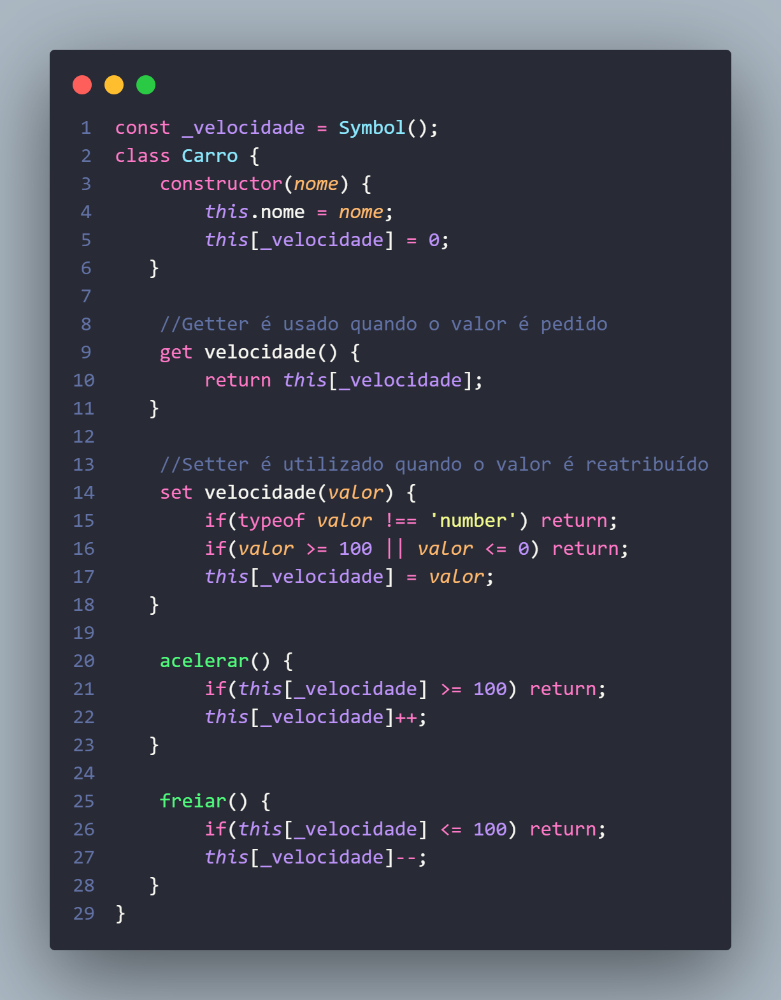 1 const _velocidade = Symbol();
2 class Carro {
3     constructor(nome) {
4         this.nome = nome;
5         this[_velocidade] = 0;
6    }
7
8     //Getter é usado quando o valor é pedido
9     get velocidade() {
10         return this[_velocidade];
11    }
12
13     //Setter é utilizado quando o valor é reatribuído
14     set velocidade(valor) {
15         if(typeof valor !== 'number') return;
16         if(valor >= 100 || valor <= 0) return;
17         this[_velocidade] = valor;
18    }
19
20     acelerar() {
21         if(this[_velocidade] >= 100) return;
22         this[_velocidade]++;
23    }
24
25     freiar() {
26         if(this[_velocidade] <= 100) return;
27         this[_velocidade]--;
28    }
29 }